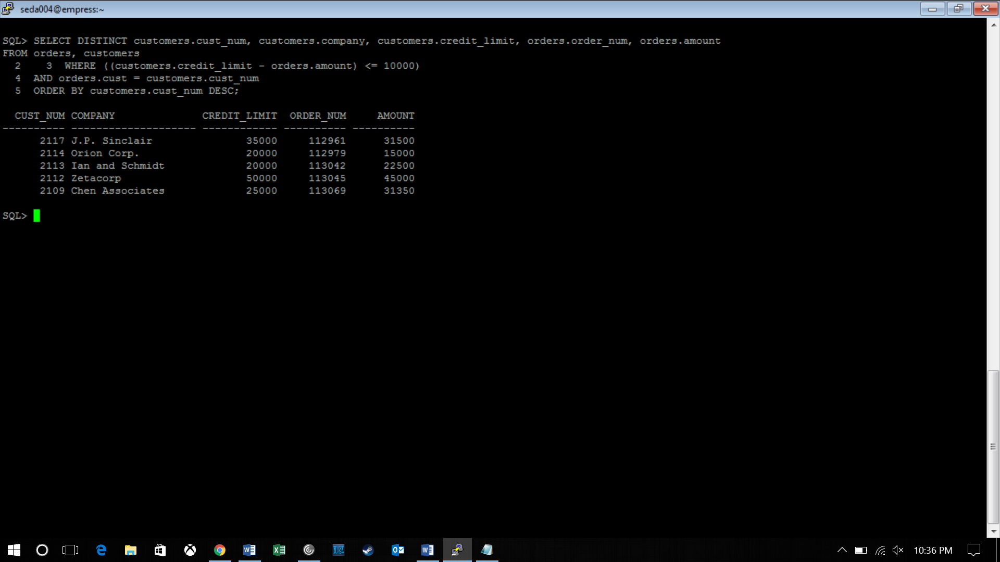 seda004@empress:~
SQL> SELECT DISTINCT customers.cust_num, customers.company, customers.credit_limit, orders.order_num, orders.amount
FROM orders, customers
  2    3  WHERE ((customers.credit_limit - orders.amount) <= 10000)
  4  AND orders.cust = customers.cust_num
  5  ORDER BY customers.cust_num DESC;
  CUST_NUM COMPANY              CREDIT_LIMIT  ORDER_NUM     AMOUNT
---------- -------------------- ------------ ---------- ----------
      2117 J.P. Sinclair               35000     112961      31500
      2114 Orion Corp.                 20000     112979      15000
      2113 Ian and Schmidt             20000     113042      22500
      2112 Zetacorp                    50000     113045      45000
      2109 Chen Associates             25000     113069      31350
SQL>
BLIZZ
10:36 PM